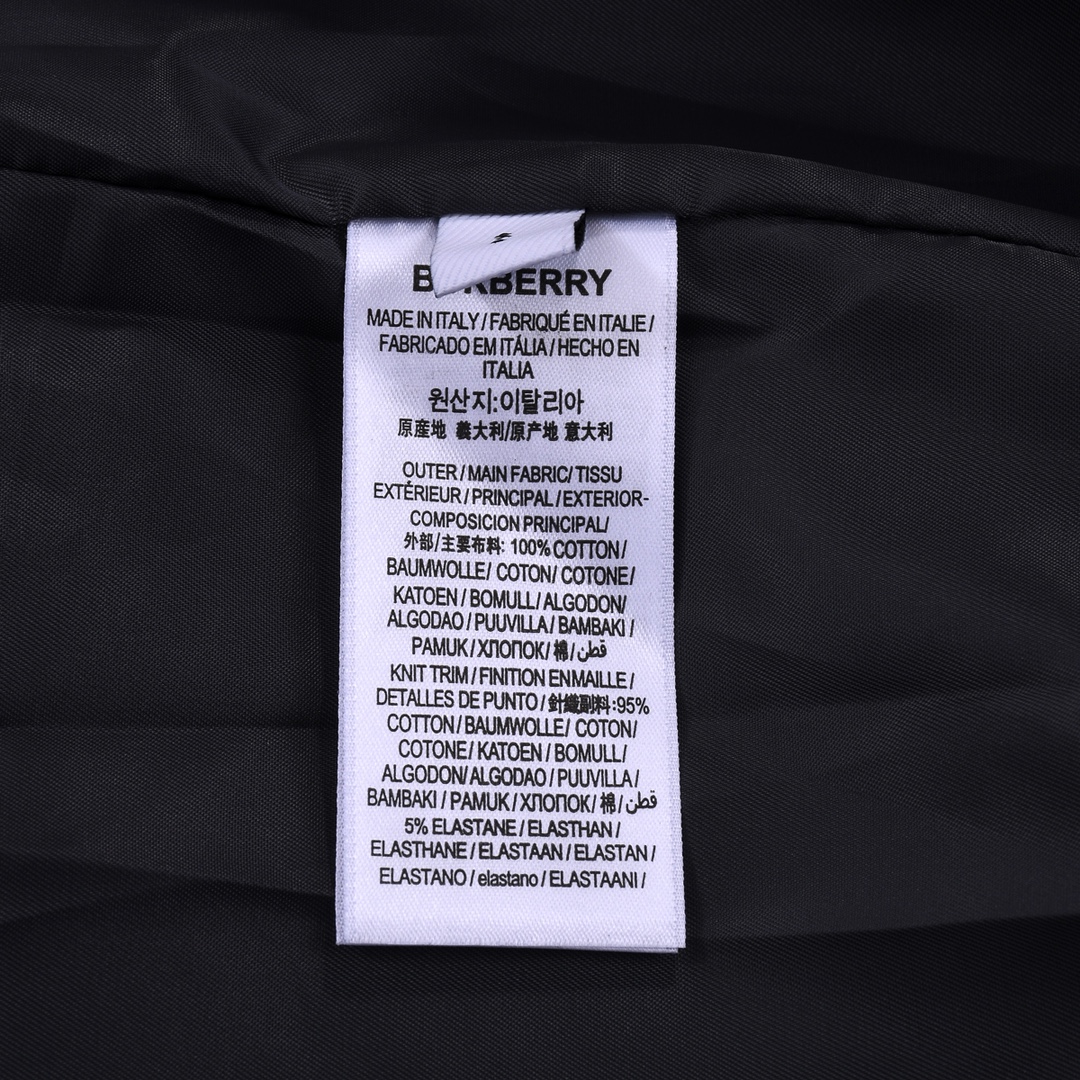 BURBERRY
MADE IN ITALY / FABRIQUÉ EN ITALIE /
FABRICADO EM ITÁLIA / HECHO EN
ITALIA
원산지:이탈리아
原産地 義大利/原产地 意大利
OUTER / MAIN FABRIC/ TISSU
EXTÉRIEUR / PRINCIPAL / EXTERIOR-
COMPOSICION PRINCIPAL/
外部/主要布料: 100% COTTON /
BAUMWOLLE/ COTON/ COTONE/
KATOEN / BOMULL/ ALGODON/
ALGODAO / PUUVILLA / BAMBAKI /
PAMUK / ХЛОПОК/ 棉/ قطن
KNIT TRIM / FINITION EN MAILLE /
DETALLES DE PUNTO / 針織副料:95%
COTTON / BAUMWOLLE/ COTON/
COTONE/ KATOEN / BOMULL/
ALGODON/ ALGODAO / PUUVILLA /
BAMBAKI / PAMUK / ХЛОПОК/ 棉/ قطن
5% ELASTANE / ELASTHAN /
ELASTHANE / ELASTAAN / ELASTAN /
ELASTANO / elastano / ELASTAANI /